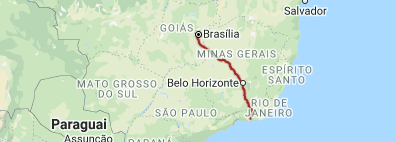 Salvador
GOIÁS
Brasília
MINAS GERAIS
MATO GROSSO
DO SUL
Belo Horizonte
ESPÍRITO
SANTO
SÃO PAULO
RIO DE
JANEIRO
Paraguai
Assunção